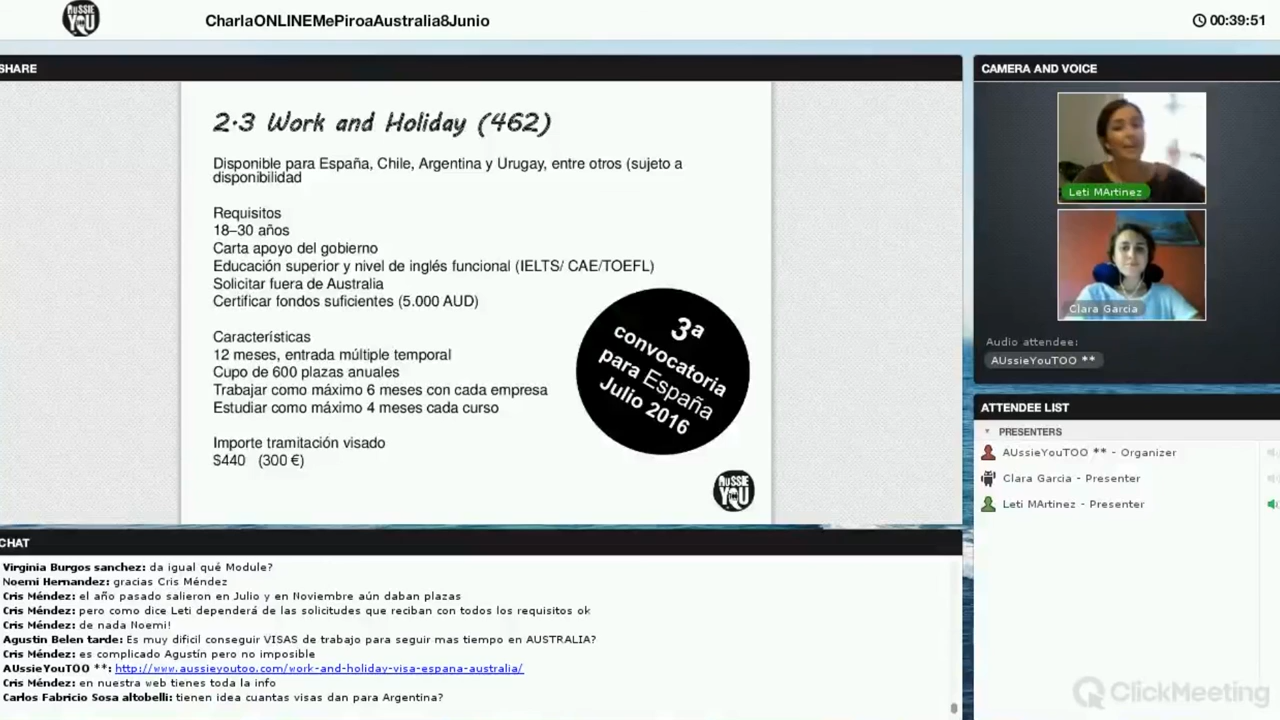 AUSSIE
YOU
TOO
CharlaONLINEMePiroaAustralia8Junio
00:39:51
SHARE
2.3 Work and Holiday (462)
Disponible para España, Chile, Argentina y Urugay, entre otros (sujeto a
disponibilidad
Requisitos
18–30 años
Carta apoyo del gobierno
Educación superior y nivel de inglés funcional (IELTS/ CAE/TOEFL)
Solicitar fuera de Australia
Certificar fondos suficientes (5.000 AUD)
Características
12 meses, entrada múltiple temporal
Cupo de 600 plazas anuales
Trabajar como máximo 6 meses con cada empresa
Estudiar como máximo 4 meses cada curso
Importe tramitación visado
$440 (300 €)
3ª
convocatoria
para España
Julio 2016
AUSSIE
YOU
TOO
CAMERA AND VOICE
Leti MArtinez
Clara Garcia
Audio attendee:
AUssieYouTOO **
ATTENDEE LIST
PRESENTERS
AUssieYouTOO ** - Organizer
Clara Garcia - Presenter
Leti MArtinez - Presenter
CHAT
Virginia Burgos sanchez: da igual qué Module?
Noemi Hernandez: gracias Cris Méndez
Cris Méndez: el año pasado salieron en Julio y en Noviembre aún daban plazas
Cris Méndez: pero como dice Leti dependerá de las solicitudes que reciban con todos los requisitos ok
Cris Méndez: de nada Noemi!
Agustin Belen tarde: Es muy dificil conseguir VISAS de trabajo para seguir mas tiempo en AUSTRALIA?
Cris Méndez: es complicado Agustín pero no imposible
AUssieYouTOO **: http://www.aussieyoutoo.com/work-and-holiday-visa-espana-australia/
Cris Méndez: en nuestra web tienes toda la info
Carlos Fabricio Sosa altobelli: tienen idea cuantas visas dan para Argentina?
ClickMeeting